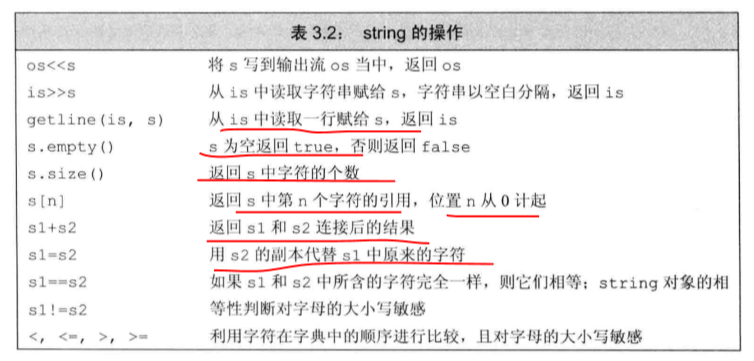 表 3.2： string 的操作
os<<s 将 s 写到输出流 os 当中，返回 os
is>>s 从 is 中读取字符串赋给 s，字符串以空白分隔，返回 is
getline(is, s) 从 is 中读取一行赋给 s，返回 is
s.empty() s 为空返回 true，否则返回 false
s.size() 返回 s 中字符的个数
s[n] 返回 s 中第 n 个字符的引用，位置 n 从 0 计起
s1+s2 返回 s1 和 s2 连接后的结果
s1=s2 用 s2 的副本代替 s1 中原来的字符
s1==s2 如果 s1 和 s2 中所含的字符完全一样，则它们相等；string 对象的相
s1!=s2 等性判断对字母的大小写敏感
<, <=, >, >= 利用字符在字典中的顺序进行比较，且对字母的大小写敏感